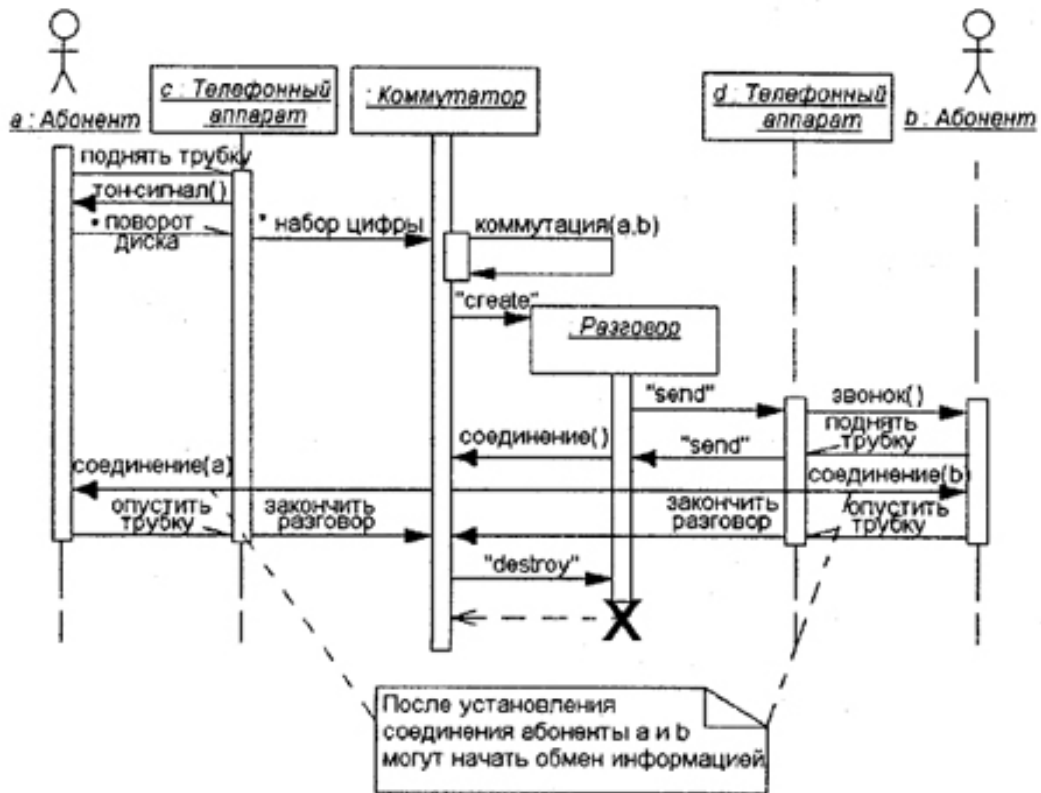 a : Абонент
c : Телефонный
аппарат
: Коммутатор
d : Телефонный
аппарат
b : Абонент
поднять трубку
тон-сигнал()
* поворот
диска
* набор цифры
коммутация(a,b)
"create"
: Разговор
"send"
звонок()
поднять
трубку
соединение()
"send"
соединение(a)
соединение(b)
опустить
трубку
закончить
разговор
закончить
разговор
опустить
трубку
"destroy"
После установления
соединения абоненты a и b
могут начать обмен информацией